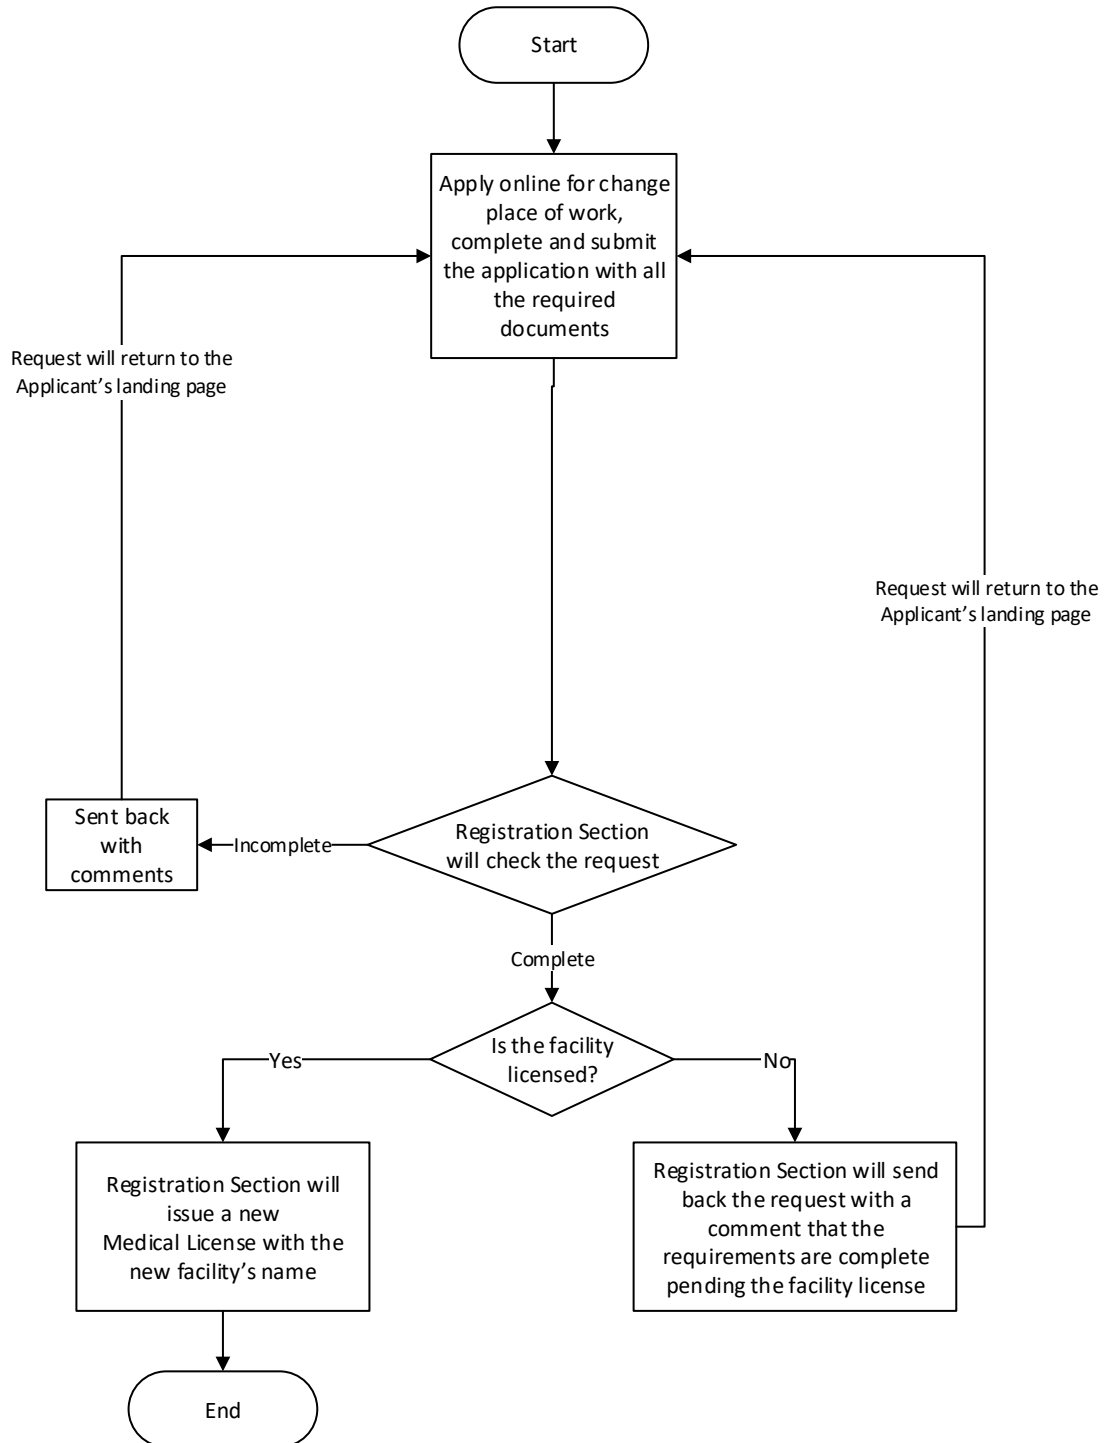 Start
Apply online for change
place of work,
complete and submit
the application with all
the required
documents
Request will return to the
Applicant's landing page
Request will return to the
Applicant's landing page
Sent back
with
comments
Incomplete
Registration Section
will check the request
Complete
Is the facility
licensed?
Yes
No
Registration Section will
issue a new
Medical License with the
new facility's name
Registration Section will send
back the request with a
comment that the
requirements are complete
pending the facility license
End